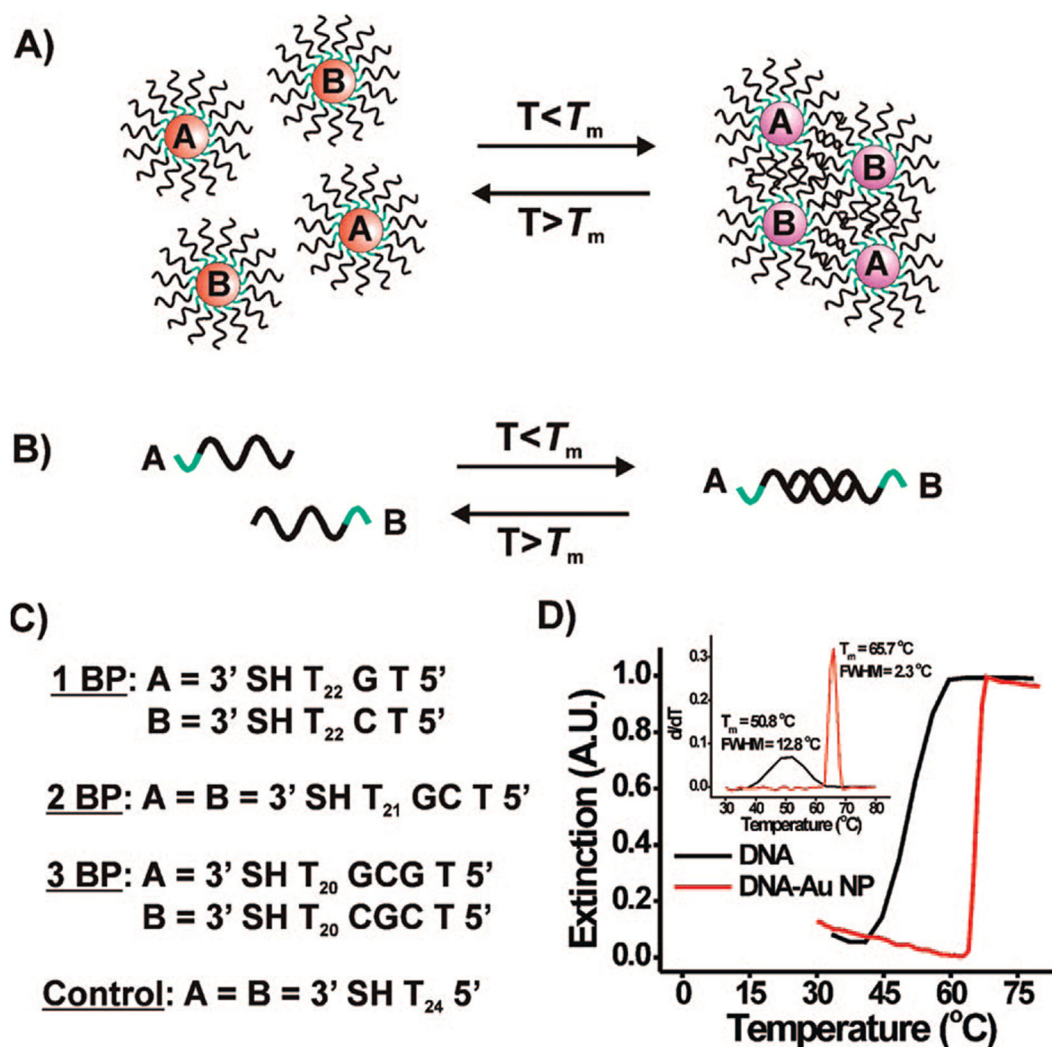 A)
B
A
A
B
T<Tₘ
T>Tₘ
A
B
B
A
B)
A
B
T<Tₘ
T>Tₘ
A
B
C)
1 BP: A = 3’ SH T₂₂ G T 5’
B = 3’ SH T₂₂ C T 5’
2 BP: A = B = 3’ SH T₂₁ GC T 5’
3 BP: A = 3’ SH T₂₀ GCG T 5’
B = 3’ SH T₂₀ CGC T 5’
Control: A = B = 3’ SH T₂₄ 5’
D)
Extinction (A.U.)
1.0
0.8
0.6
0.4
0.2
0.0
0
15
30
45
60
75
Temperature (°C)
d/dT
0.3
0.2
0.1
0.0
30
40
50
60
70
80
Temperature (°C)
Tₘ = 65.7 °C
FWHM = 2.3 °C
Tₘ = 50.8 °C
FWHM = 12.8 °C
DNA
DNA-Au NP